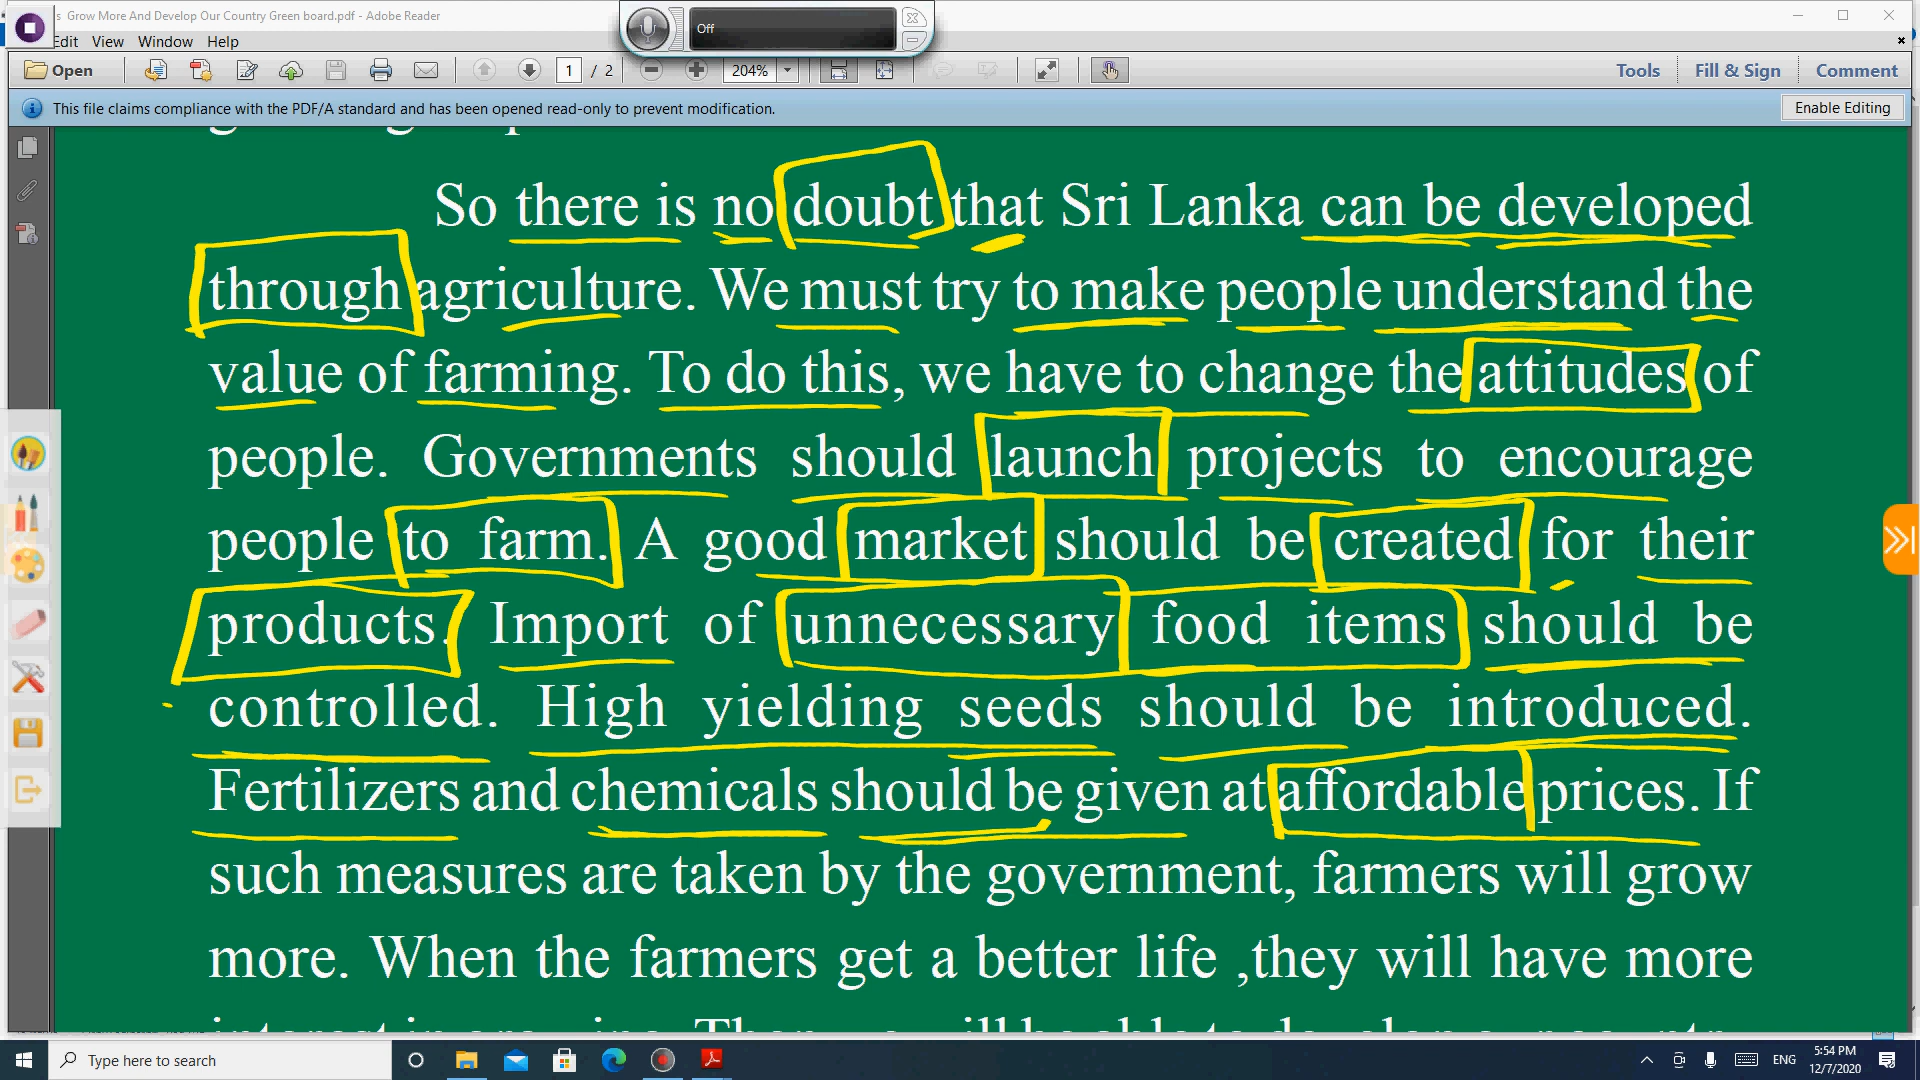 s Grow More And Develop Our Country Green board.pdf - Adobe Reader
Off
Edit View Window Help
Open 1 / 2 204% Tools Fill & Sign Comment
This file claims compliance with the PDF/A standard and has been opened read-only to prevent modification. Enable Editing
So there is no doubt that Sri Lanka can be developed
through agriculture. We must try to make people understand the
value of farming. To do this, we have to change the attitudes of
people. Governments should launch projects to encourage
people to farm. A good market should be created for their
products. Import of unnecessary food items should be
controlled. High yielding seeds should be introduced.
Fertilizers and chemicals should be given at affordable prices. If
such measures are taken by the government, farmers will grow
more. When the farmers get a better life ,they will have more
Type here to search ENG 5:54 PM
12/7/2020